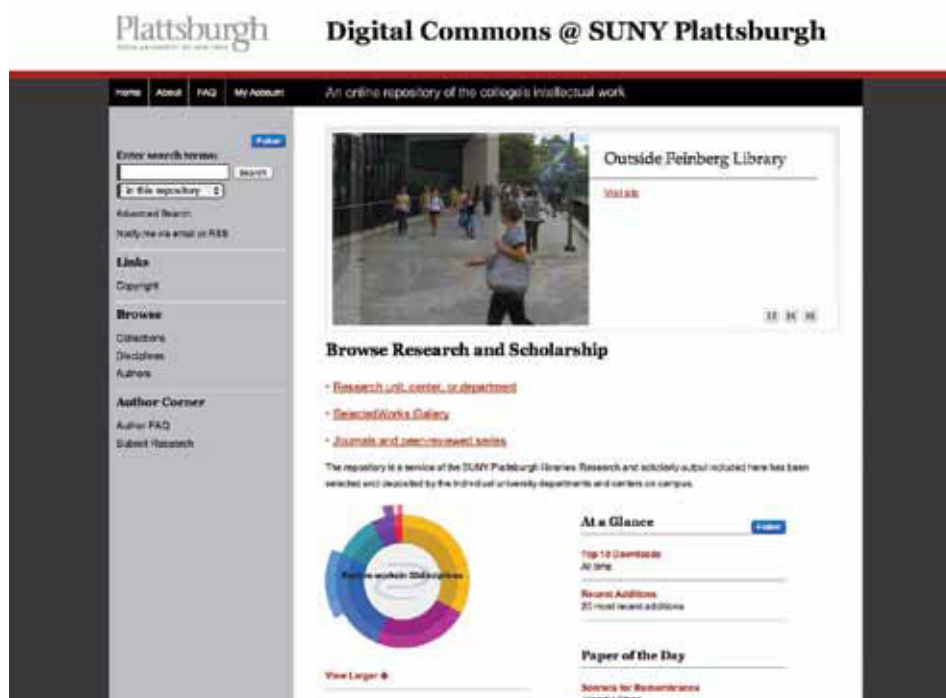 Plattsburgh
Digital Commons @ SUNY Plattsburgh
Home About FAQ My Account
An online repository of the college's intellectual work
Follow
Enter search terms:
Search
in this repository
Advanced Search
Notify me via email or RSS
Links
Copyright
Browse
Collections
Disciplines
Authors
Author Corner
Author FAQ
Submit Research
Outside Feinberg Library
Visit site
Browse Research and Scholarship
Research unit, center, or department
SelectedWorks Gallery
Journals and peer-reviewed series
The repository is a service of the SUNY Plattsburgh libraries. Research and scholarly output included here has been
selected and deposited by the individual university departments and centers on campus.
works in disciplines
View Larger
At a Glance
Follow
Top 10 Downloads
All time
Recent Additions
20 most recent additions
Paper of the Day
Sonnets for Remembrance